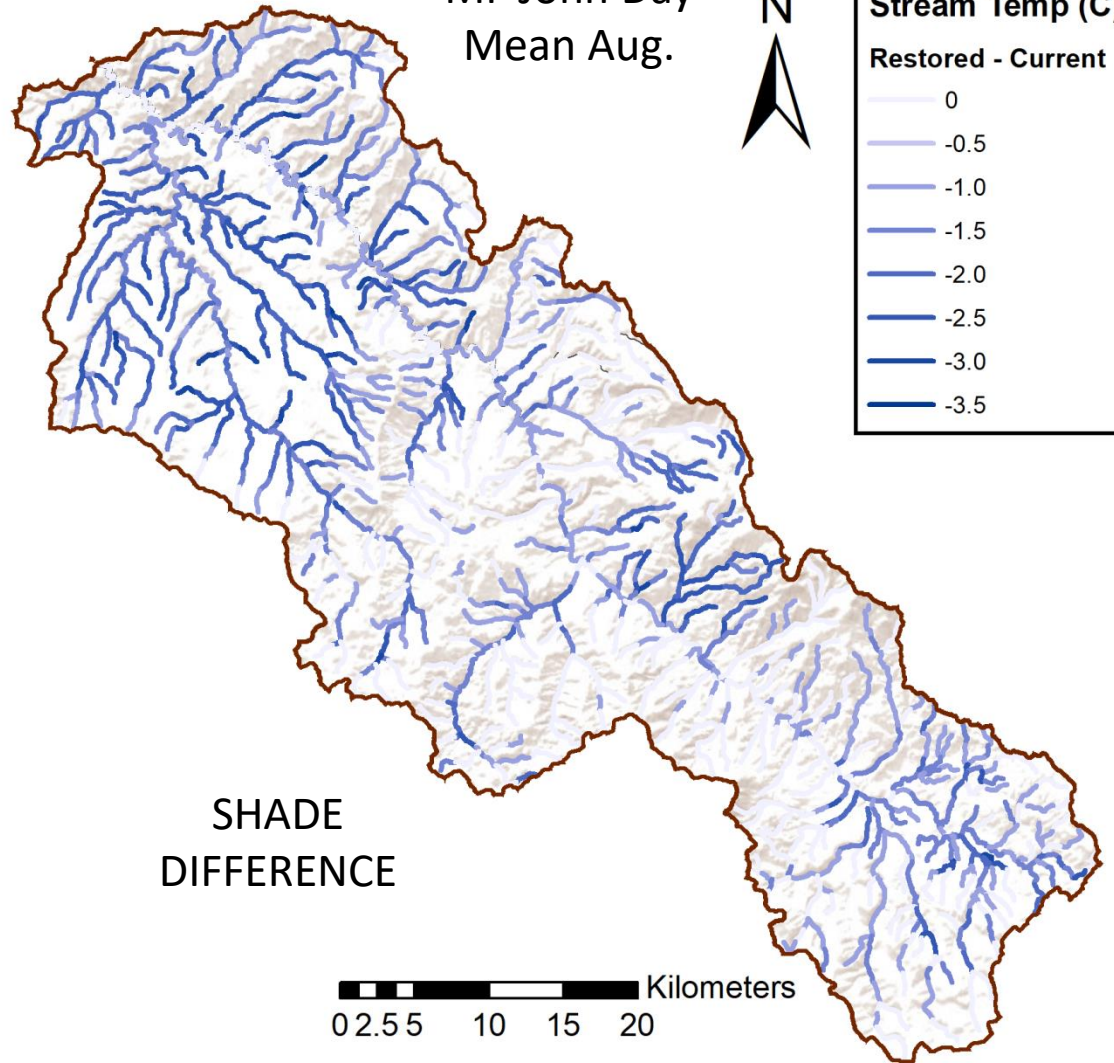 MF John Day
Mean Aug.
N
Stream Temp (C)
Restored - Current
0
-0.5
-1.0
-1.5
-2.0
-2.5
-3.0
-3.5
SHADE
DIFFERENCE
Kilometers
0 2.5 5 10 15 20